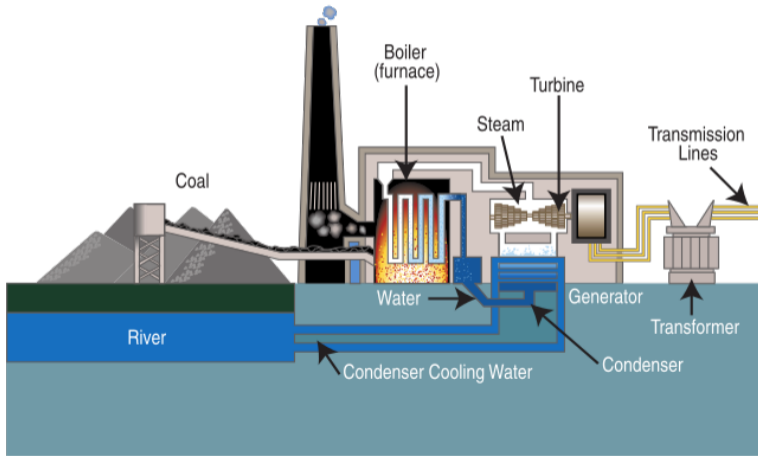 Boiler
(furnace)
Turbine
Steam
Transmission
Lines
Coal
Water
Generator
River
Transformer
Condenser
Condenser Cooling Water